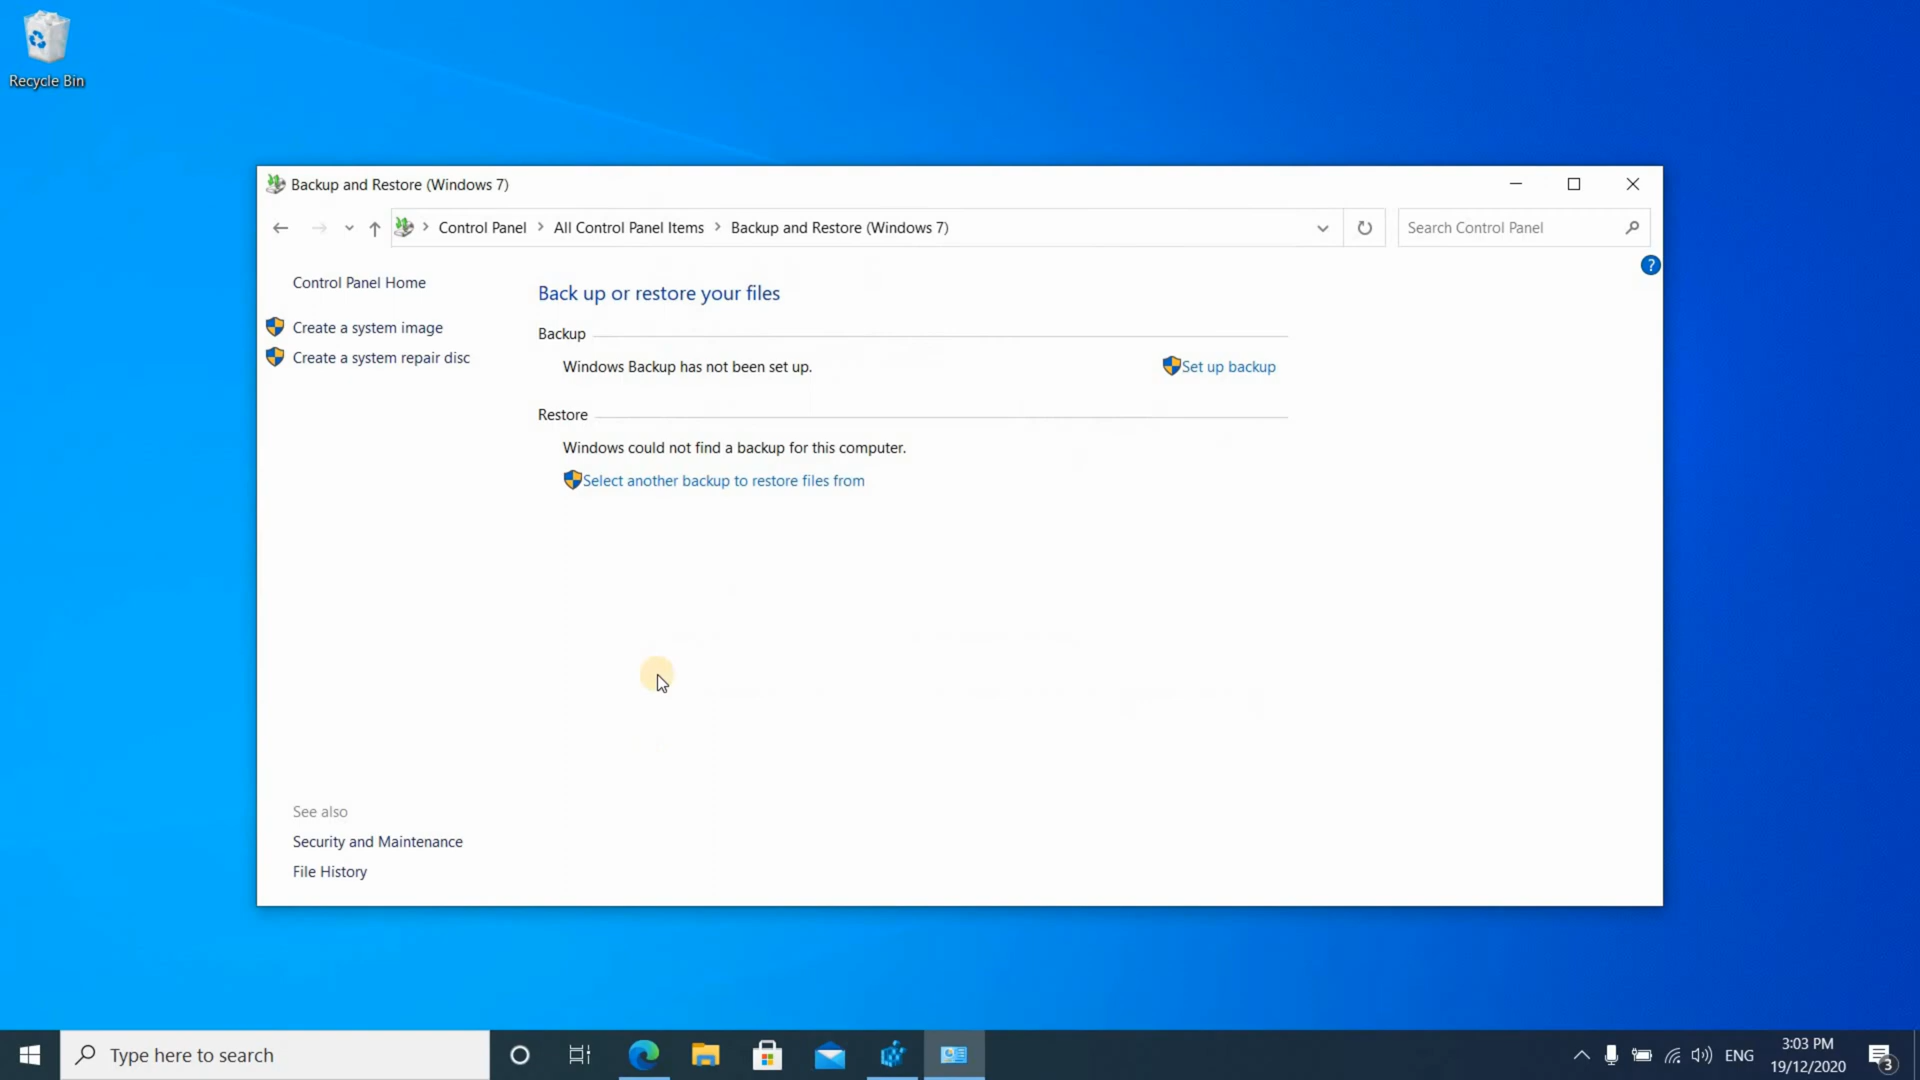 Recycle Bin
Backup and Restore (Windows 7)
Control Panel > All Control Panel Items > Backup and Restore (Windows 7)
Search Control Panel
?
Control Panel Home
Create a system image
Create a system repair disc
Back up or restore your files
Backup
Windows Backup has not been set up.
Set up backup
Restore
Windows could not find a backup for this computer.
Select another backup to restore files from
See also
Security and Maintenance
File History
Type here to search
ENG
3:03 PM
19/12/2020
3